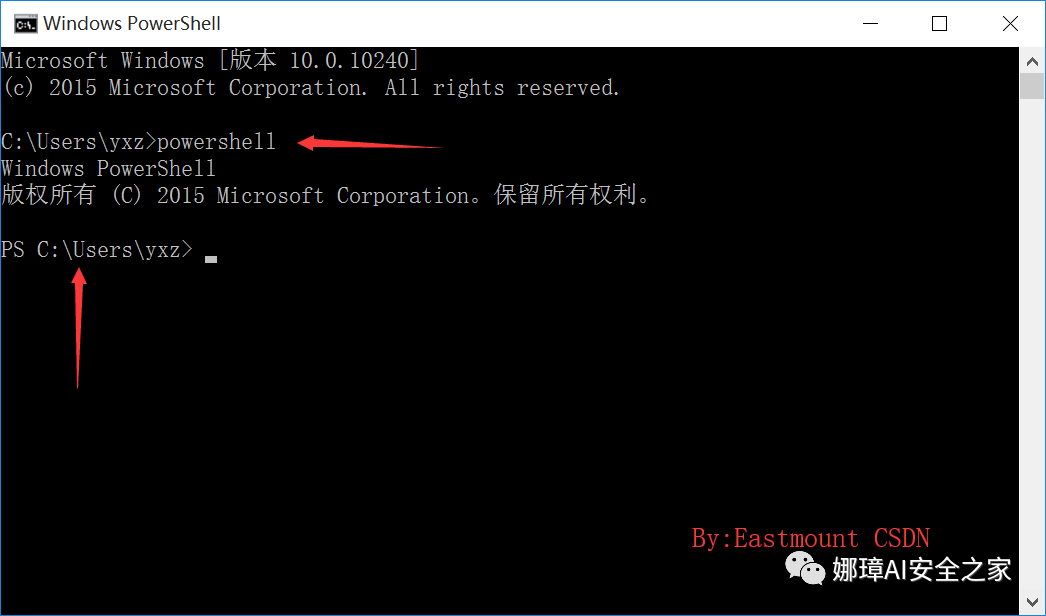 Windows PowerShell
Microsoft Windows [版本 10.0.10240]
(c) 2015 Microsoft Corporation. All rights reserved.
C:\Users\yxz>powershell
Windows PowerShell
版权所有 (C) 2015 Microsoft Corporation。保留所有权利。
PS C:\Users\yxz>
By:Eastmount CSDN
娜璋AI安全之家